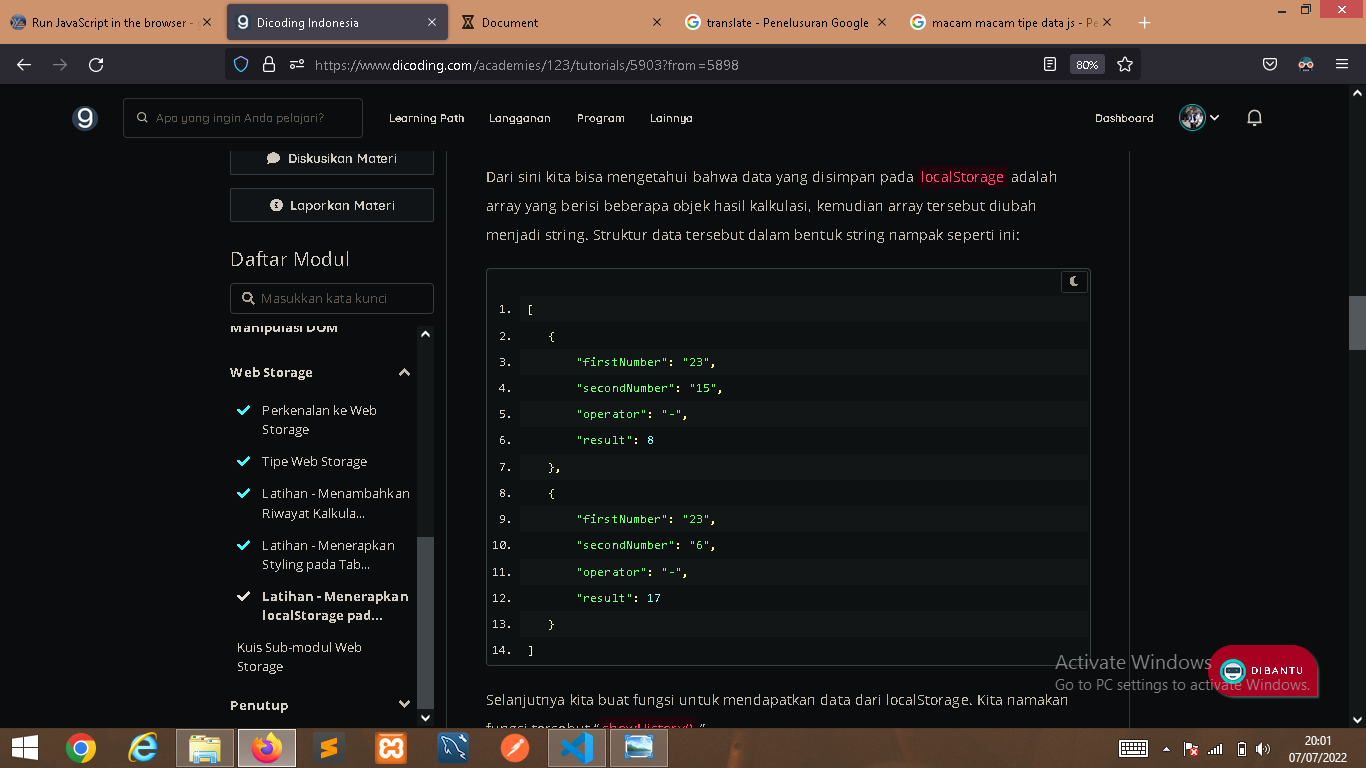 Run JavaScript in the browser -
Dicoding Indonesia
Document
translate - Penelusuran Google
macam macam tipe data js - Pe
https://www.dicoding.com/academies/123/tutorials/5903?from=5898
80%
Apa yang ingin Anda pelajari?
Learning Path
Langganan
Program
Lainnya
Dashboard
Diskusikan Materi
Laporkan Materi
Daftar Modul
Masukkan kata kunci
Manipulasi DOM
Web Storage
Perkenalan ke Web
Storage
Tipe Web Storage
Latihan - Menambahkan
Riwayat Kalkula...
Latihan - Menerapkan
Styling pada Tab...
Latihan - Menerapkan
localStorage pad...
Kuis Sub-modul Web
Storage
Penutup
Dari sini kita bisa mengetahui bahwa data yang disimpan pada localStorage adalah
array yang berisi beberapa objek hasil kalkulasi, kemudian array tersebut diubah
menjadi string. Struktur data tersebut dalam bentuk string nampak seperti ini:
1. [
2. {
3. "firstNumber": "23",
4. "secondNumber": "15",
5. "operator": "-",
6. "result": 8
7. },
8. {
9. "firstNumber": "23",
10. "secondNumber": "6",
11. "operator": "-",
12. "result": 17
13. }
14. ]
Selanjutnya kita buat fungsi untuk mendapatkan data dari localStorage. Kita namakan
fungsi tersebut “showHistory().”
Activate Windows
Go to PC settings to activate Windows.
DIBANTU
20:01
07/07/2022